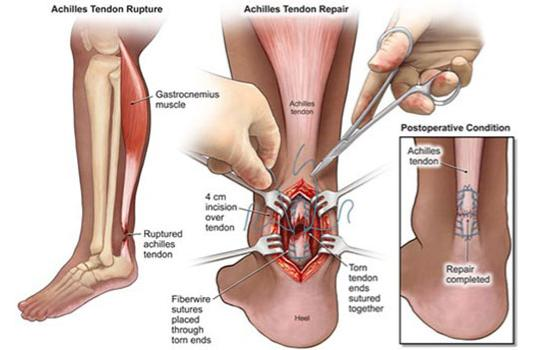 Achilles Tendon Rupture
Gastrocnemius
muscle
Ruptured
achilles
tendon
Achilles Tendon Repair
Achilles
tendon
4 cm
incision
over
tendon
Fiberwire
sutures
placed
through
torn ends
Torn
tendon
ends
sutured
together
Heel
Postoperative Condition
Achilles
tendon
Repair
completed